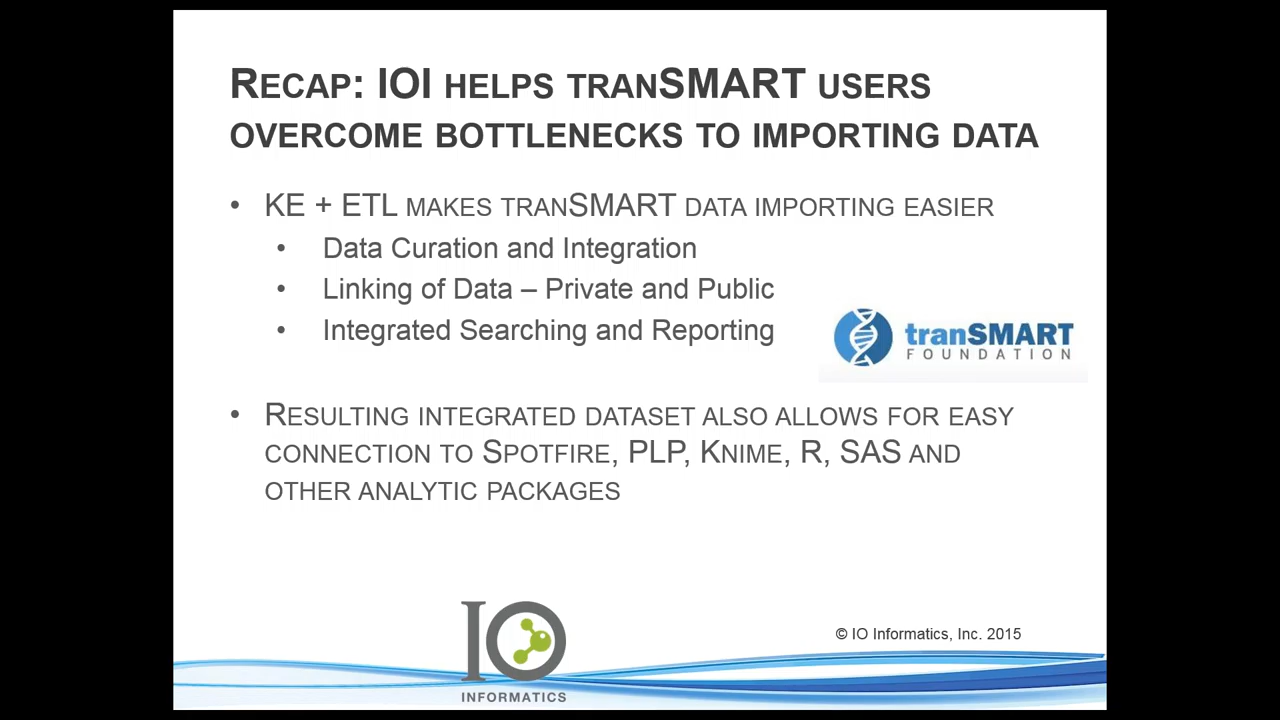 RECAP: IOI HELPS TRANSMART USERS
OVERCOME BOTTLENECKS TO IMPORTING DATA
• KE + ETL MAKES TRANSMART DATA IMPORTING EASIER
• Data Curation and Integration
• Linking of Data – Private and Public
• Integrated Searching and Reporting
tranSMART
FOUNDATION
• RESULTING INTEGRATED DATASET ALSO ALLOWS FOR EASY
CONNECTION TO SPOTFIRE, PLP, KNIME, R, SAS AND
OTHER ANALYTIC PACKAGES
IO
INFORMATICS
© IO Informatics, Inc. 2015